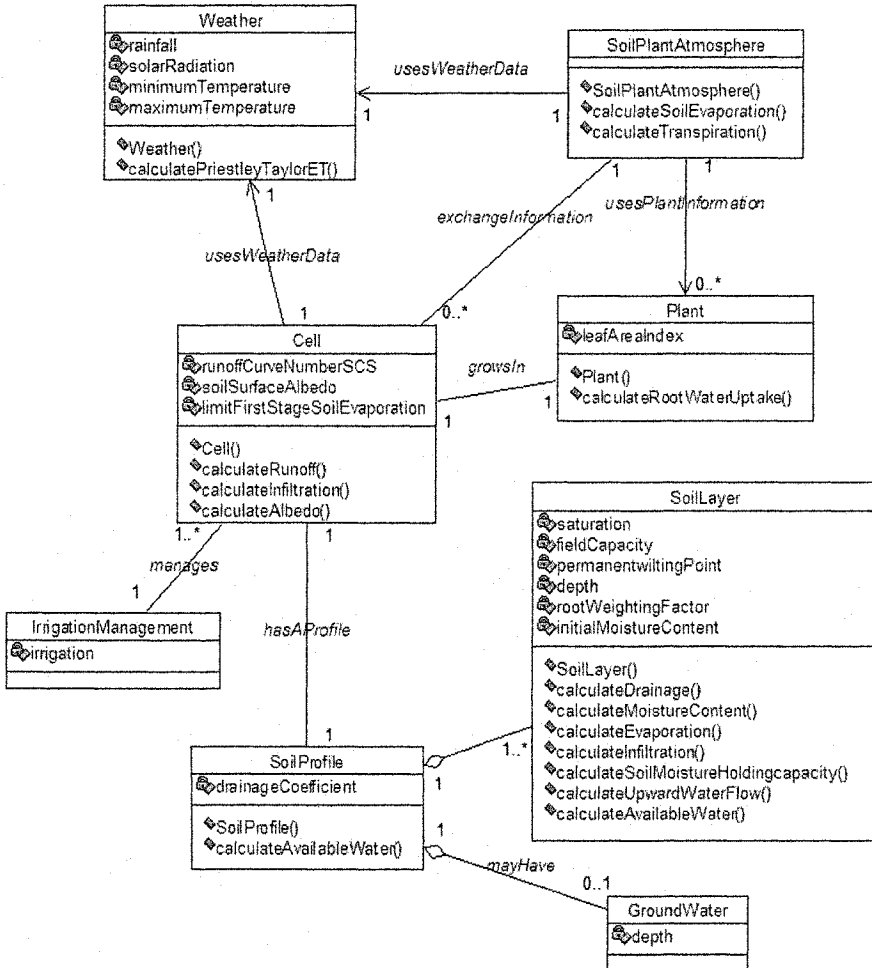 Weather
rainfall
solarRadiation
minimumTemperature
maximumTemperature
Weather()
calculatePriestleyTaylorET()
1
1
usesWeatherData
1
SoilPlantAtmosphere
SoilPlantAtmosphere()
calculateSoilEvaporation()
calculateTranspiration()
1
1
exchangeInformation
usesPlantInformation
usesWeatherData
1
0..*
0..*
Plant
leafAreaIndex
Plant()
calculateRootWaterUptake()
Cell
runoffCurveNumberSCS
soilSurfaceAlbedo
limitFirstStageSoilEvaporation
Cell()
calculateRunoff()
calculateInfiltration()
calculateAlbedo()
growsIn
1
1
1..*
1
manages
1
IrrigationManagement
irrigation
hasAProfile
1
SoilLayer
saturation
fieldCapacity
permanentwiltingPoint
depth
rootWeightingFactor
initialMoistureContent
SoilLayer()
calculateDrainage()
calculateMoistureContent()
calculateEvaporation()
calculateInfiltration()
calculateSoilMoistureHoldingcapacity()
calculateUpwardWaterFlow()
calculateAvailableWater()
SoilProfile
drainageCoefficient
SoilProfile()
calculateAvailableWater()
1
1..*
1
mayHave
0..1
GroundWater
depth